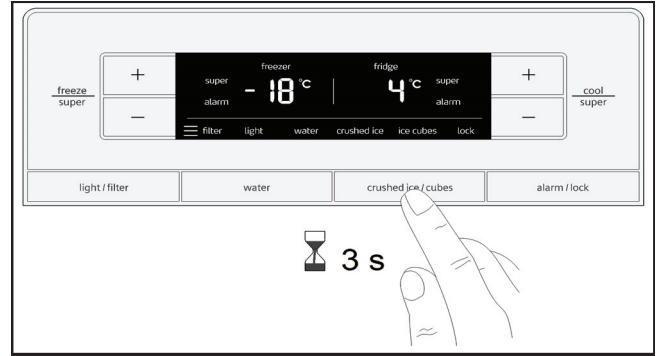 freezer
fridge
super
- 18 °C
4 °C
super
alarm
alarm
filter light water crushed ice ice cubes lock
+
-
freeze
super
+
-
cool
super
light / filter
water
crushed ice / cubes
alarm / lock
3 s